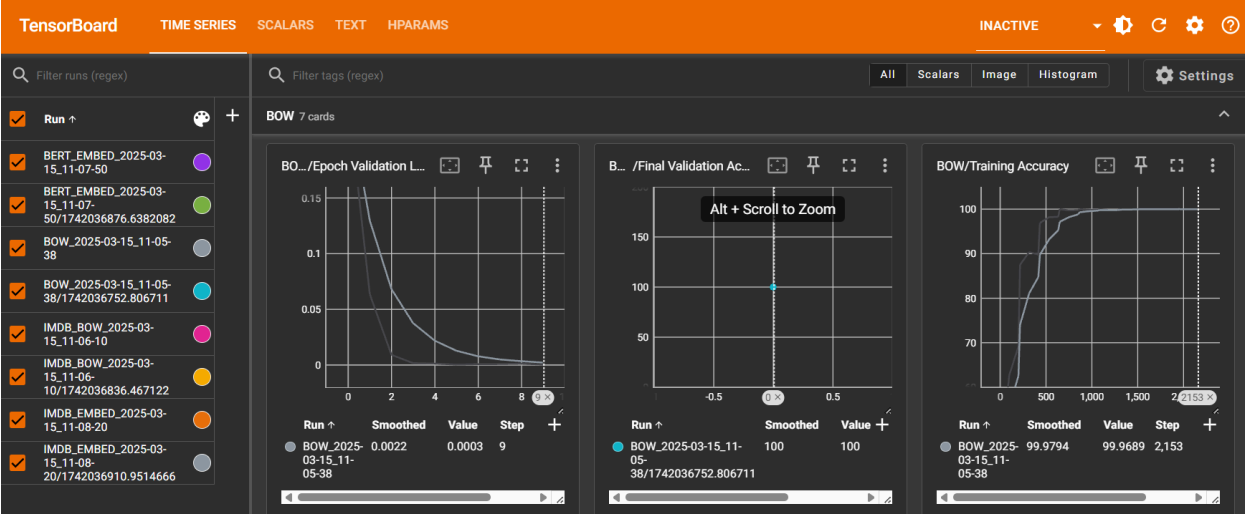 TensorBoard TIME SERIES SCALARS TEXT HPARAMS INACTIVE
Filter runs (regex)
Filter tags (regex) All Scalars Image Histogram Settings
Run ↑
BERT_EMBED_2025-03-
15_11-07-50
BERT_EMBED_2025-03-
15_11-07-
50/1742036876.6382082
BOW_2025-03-15_11-05-
38
BOW_2025-03-15_11-05-
38/1742036752.806711
IMDB_BOW_2025-03-
15_11-06-10
IMDB_BOW_2025-03-
15_11-06-
10/1742036836.467122
IMDB_EMBED_2025-03-
15_11-08-20
IMDB_EMBED_2025-03-
15_11-08-
20/1742036910.9514666
BOW 7 cards
BO.../Epoch Validation L...
0.15
0.1
0.05
0
0 2 4 6 8 9 ×
Run ↑ Smoothed Value Step
BOW_2025- 0.0022 0.0003 9
03-15_11-
05-38
B... /Final Validation Ac...
Alt + Scroll to Zoom
150
100
50
-0.5 0 × 0.5
Run ↑ Smoothed Value
BOW_2025-03-15_11- 100 100
05-
38/1742036752.806711
BOW/Training Accuracy
100
90
80
70
0 500 1,000 1,500 2153 ×
Run ↑ Smoothed Value Step
BOW_2025- 99.9794 99.9689 2,153
03-15_11-
05-38